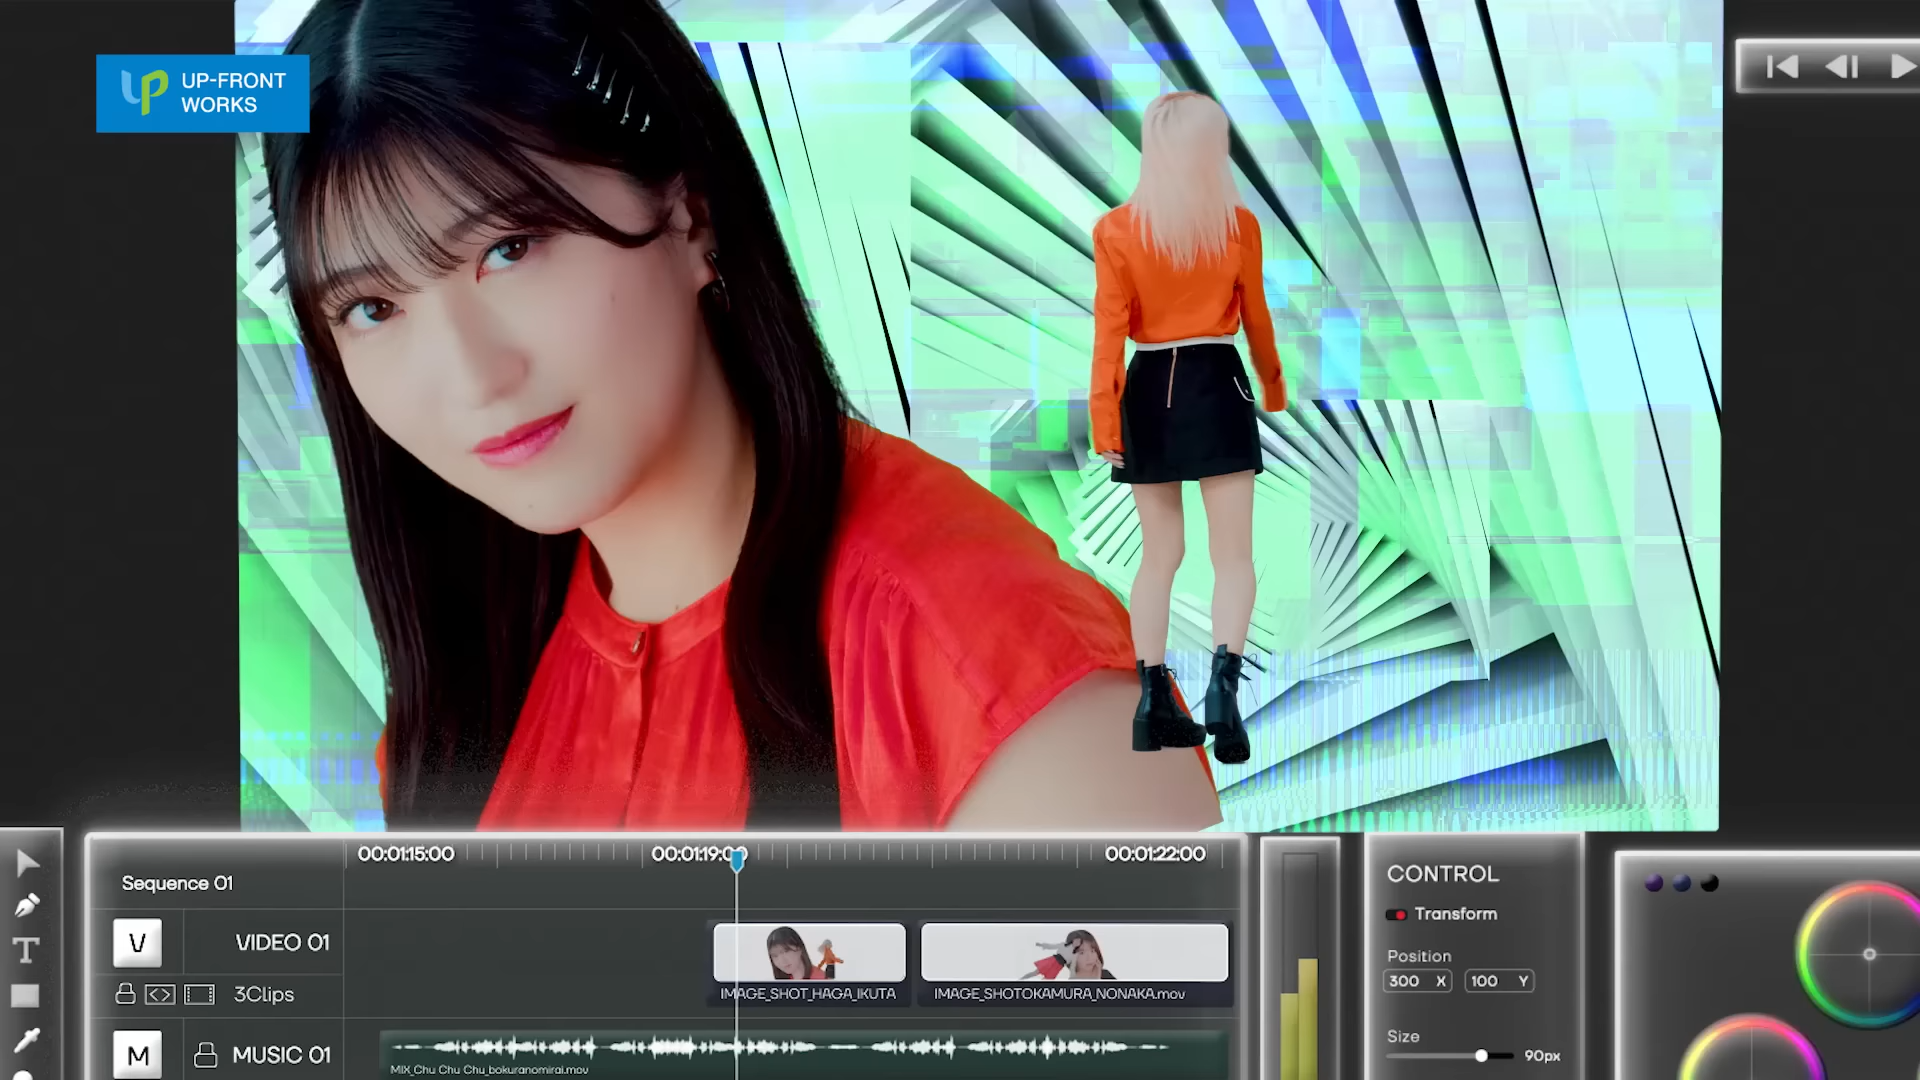 UP-FRONT
WORKS
00:01:15:00
00:01:19:00
00:01:22:00
Sequence 01
V
VIDEO 01
3Clips
IMAGE_SHOT_HAGA_IKUTA
IMAGE_SHOTOKAMURA_NONAKA.mov
M
MUSIC 01
MIX_Chu Chu Chu_bokuranomirai.mov
T
CONTROL
Transform
Position
300 X
100 Y
Size
90px